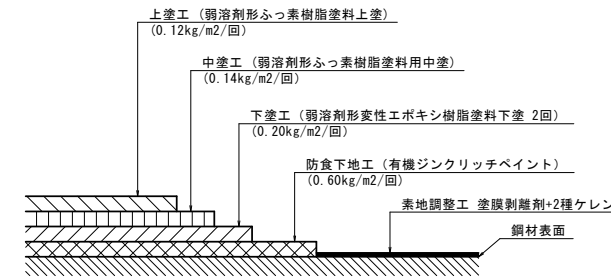 上塗工（弱溶剤形ふっ素樹脂塗料上塗）
(0.12kg/m2/回)
中塗工（弱溶剤形ふっ素樹脂塗料用中塗）
(0.14kg/m2/回)
下塗工（弱溶剤形変性エポキシ樹脂塗料下塗 2回）
(0.20kg/m2/回)
防食下地工（有機ジンクリッチペイント）
(0.60kg/m2/回)
素地調整工 塗膜剥離剤+2種ケレン
鋼材表面